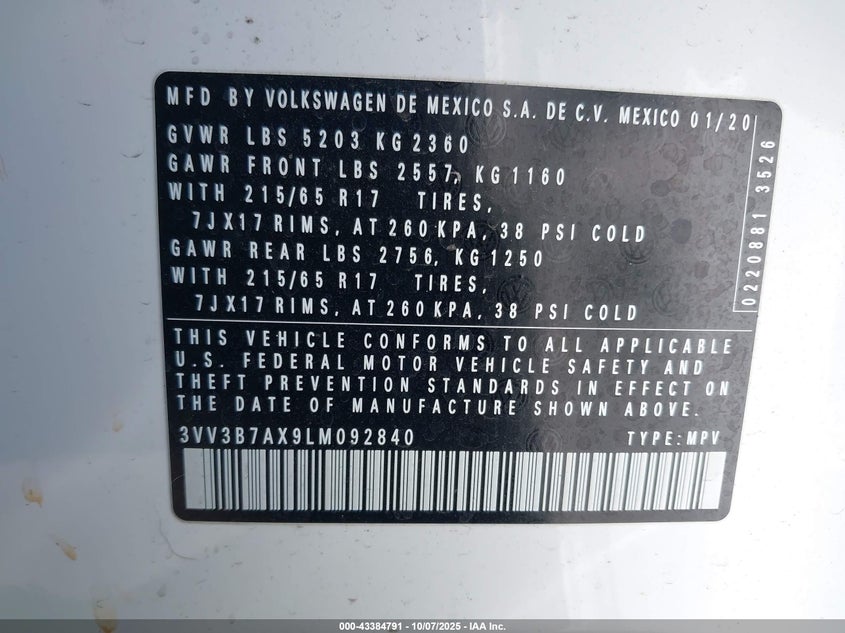 MFD BY VOLKSWAGEN DE MEXICO S.A. DE C.V. MEXICO 01/20
GVWR LBS 5203 KG 2360
GAWR FRONT LBS 2557, KG 1160
WITH 215/65 R17 TIRES,
7JX17 RIMS, AT 260 KPA, 38 PSI COLD
GAWR REAR LBS 2756, KG 1250
WITH 215/65 R17 TIRES,
7JX17 RIMS, AT 260 KPA, 38 PSI COLD
0220881 3526
THIS VEHICLE CONFORMS TO ALL APPLICABLE
U.S. FEDERAL MOTOR VEHICLE SAFETY AND
THEFT PREVENTION STANDARDS IN EFFECT ON
THE DATE OF MANUFACTURE SHOWN ABOVE.
3VV3B7AX9LM092840 TYPE: MPV
000-43384791 - 10/07/2025 - IAA Inc.